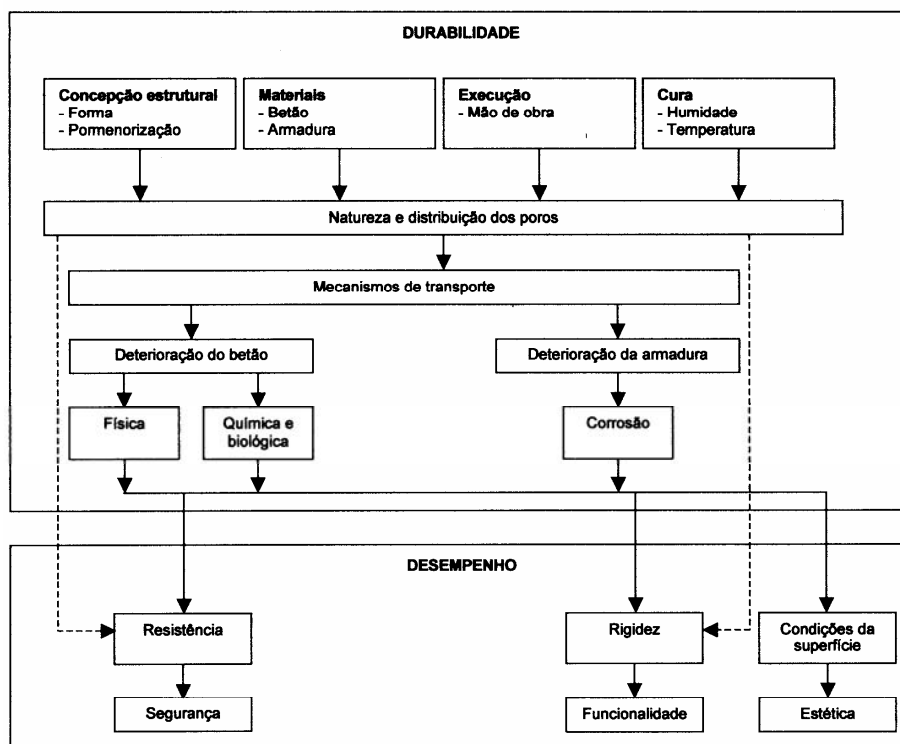 DURABILIDADE
Concepção estrutural
- Forma
- Pormenorização
Materiais
- Betão
- Armadura
Execução
- Mão de obra
Cura
- Humidade
- Temperatura
Natureza e distribuição dos poros
Mecanismos de transporte
Deterioração do betão
Deterioração da armadura
Física
Química e
biológica
Corrosão
DESEMPENHO
Resistência
Rigidez
Condições da
superfície
Segurança
Funcionalidade
Estética